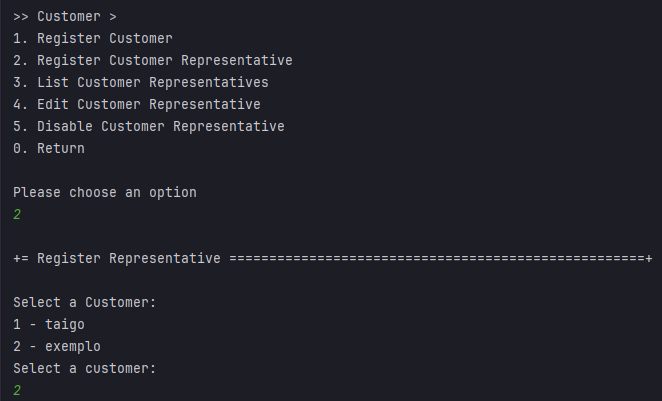 >> Customer >
1. Register Customer
2. Register Customer Representative
3. List Customer Representatives
4. Edit Customer Representative
5. Disable Customer Representative
0. Return
Please choose an option
2
+= Register Representative ====================================================+
Select a Customer:
1 - taigo
2 - exemplo
Select a customer:
2